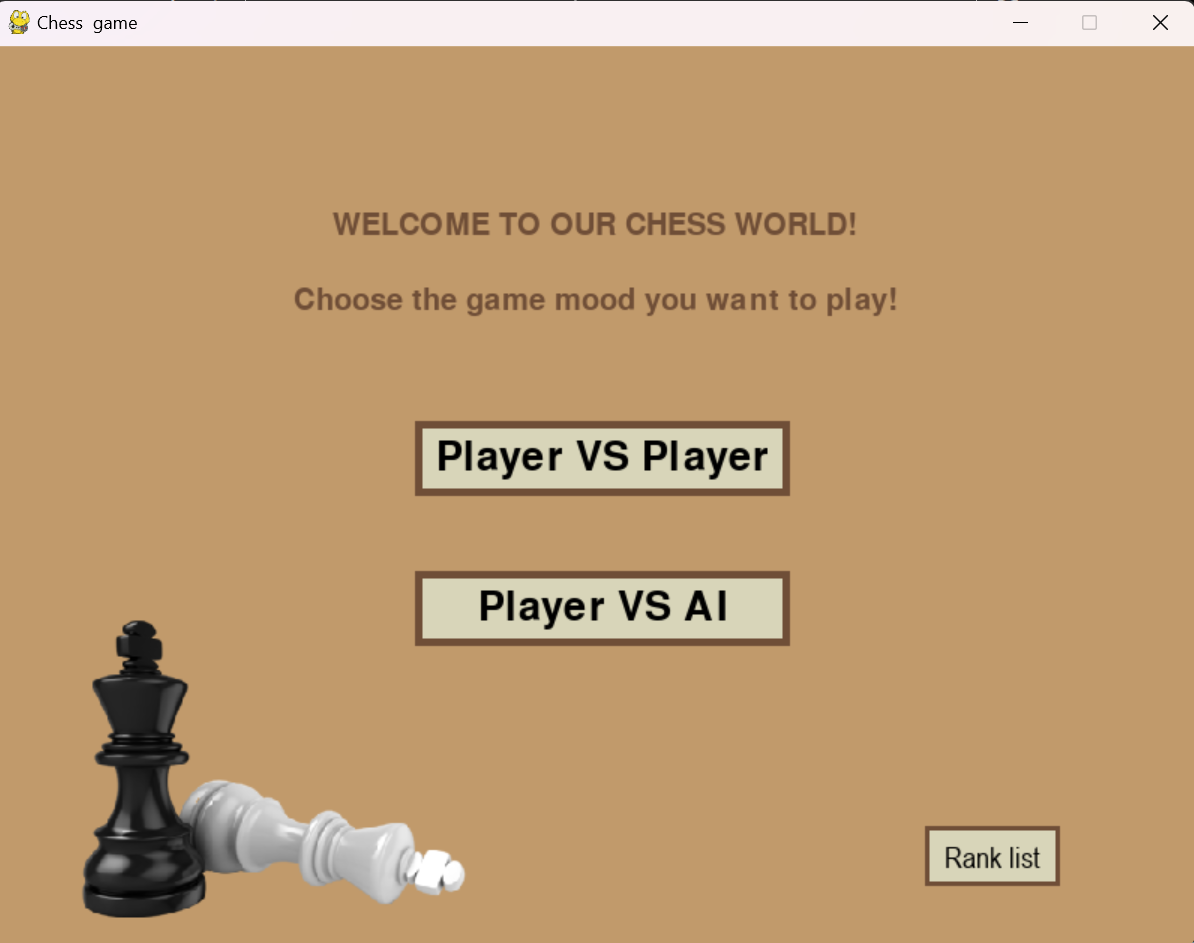 Chess  game
WELCOME TO OUR CHESS WORLD!
Choose the game mood you want to play!
Player VS Player
Player VS AI
Rank list